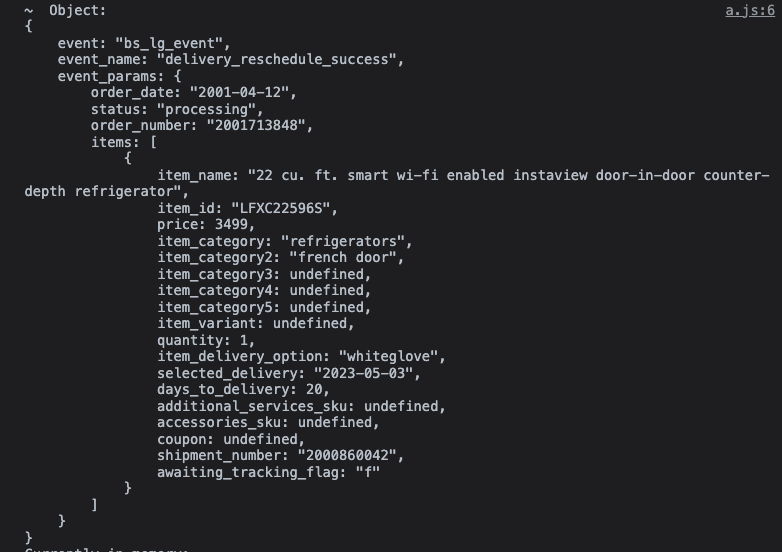 ~ Object: a.js:6
{
event: "bs_lg_event",
event_name: "delivery_reschedule_success",
event_params: {
order_date: "2001-04-12",
status: "processing",
order_number: "2001713848",
items: [
{
item_name: "22 cu. ft. smart wi-fi enabled instaview door-in-door counter-
depth refrigerator",
item_id: "LFXC22596S",
price: 3499,
item_category: "refrigerators",
item_category2: "french door",
item_category3: undefined,
item_category4: undefined,
item_category5: undefined,
item_variant: undefined,
quantity: 1,
item_delivery_option: "whiteglove",
selected_delivery: "2023-05-03",
days_to_delivery: 20,
additional_services_sku: undefined,
accessories_sku: undefined,
coupon: undefined,
shipment_number: "2000860042",
awaiting_tracking_flag: "f"
}
]
}
}
Currently in memory: